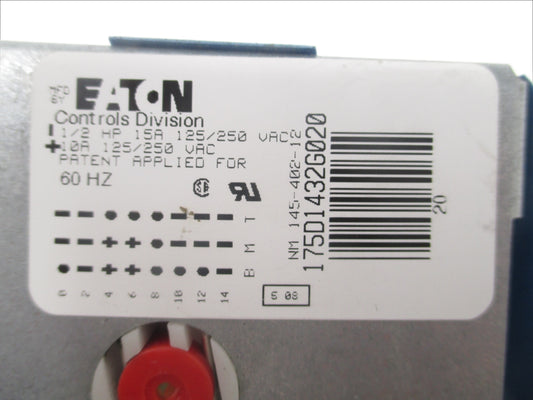 MFD BY EATON
Controls Division
- 1/2 HP 15A 125/250 VAC
+ 10A 125/250 VAC
PATENT APPLIED FOR
60 HZ
T
M
B
0 2 4 6 8 10 12 14
5 08
NM 145-402-12
175D1432G020
20